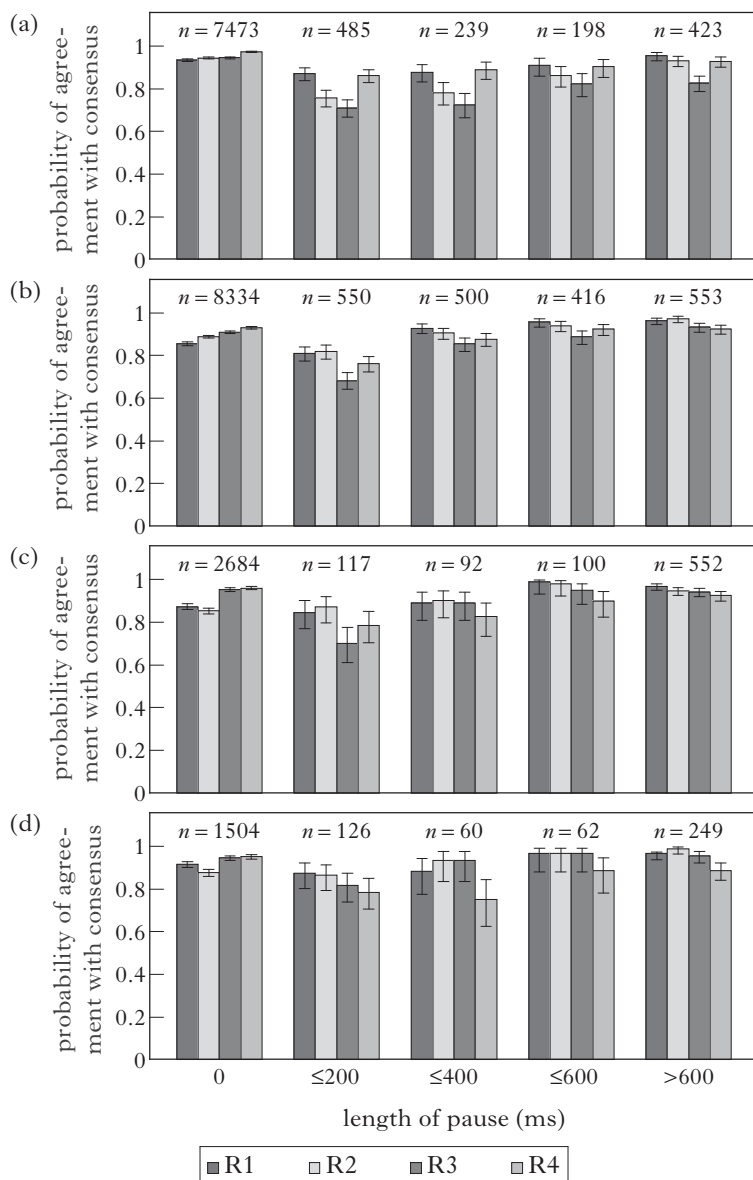 (a)
n = 7473 n = 485 n = 239 n = 198 n = 423
probability of agree-
ment with consensus
1
0.8
0.6
0.4
0.2
0
(b)
n = 8334 n = 550 n = 500 n = 416 n = 553
probability of agree-
ment with consensus
1
0.8
0.6
0.4
0.2
0
(c)
n = 2684 n = 117 n = 92 n = 100 n = 552
probability of agree-
ment with consensus
1
0.8
0.6
0.4
0.2
0
(d)
n = 1504 n = 126 n = 60 n = 62 n = 249
probability of agree-
ment with consensus
1
0.8
0.6
0.4
0.2
0
0 ≤200 ≤400 ≤600 >600
length of pause (ms)
R1 R2 R3 R4